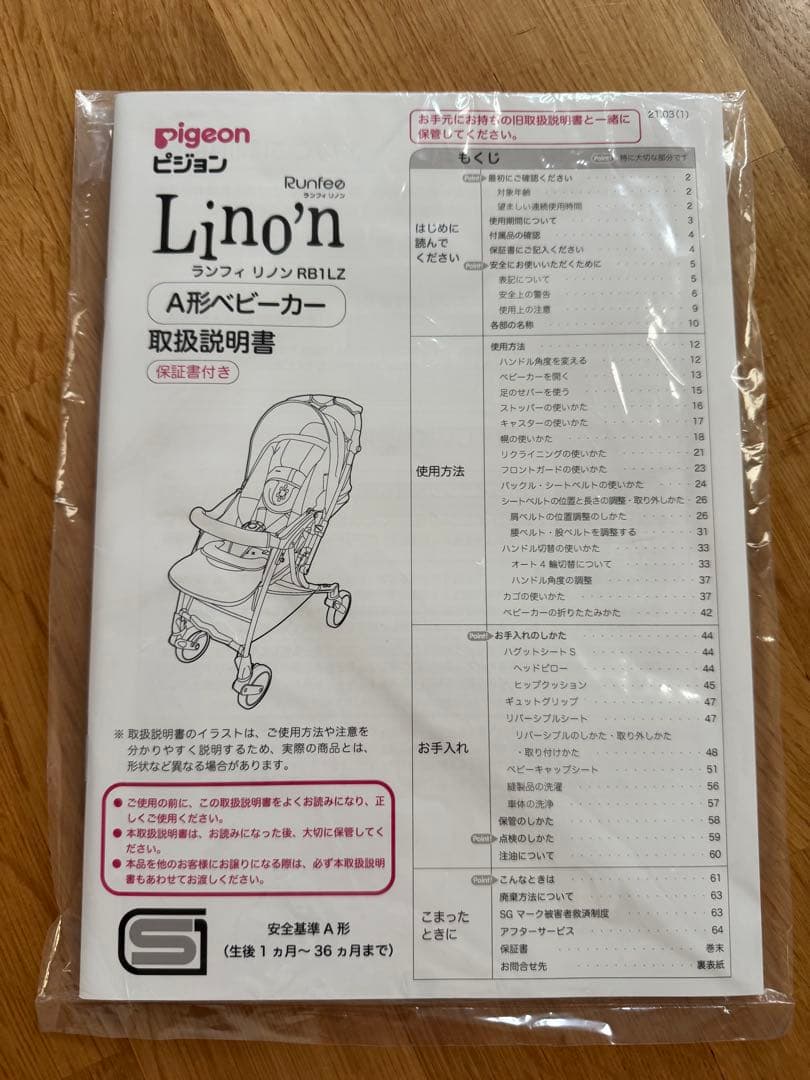 pigeon
ピジョン
Runfee
ランフィ リノン
Lino'n
ランフィ リノン RB1LZ
A形ベビーカー
取扱説明書
保証書付き
※ 取扱説明書のイラストは、ご使用方法や注意を
分かりやすく説明するため、実際の商品とは、
形状など異なる場合があります。
● ご使用の前に、この取扱説明書をよくお読みになり、正
しくご使用ください。
● 本取扱説明書は、お読みになった後、大切に保管してく
ださい。
● 本品を他のお客様にお譲りになる際は、必ず本取扱説明
書もあわせてお渡しください。
S
安全基準 A 形
(生後 1 ヵ月〜 36 ヵ月まで)
お手元にお持ちの旧取扱説明書と一緒に
保管してください。
21.03(1)
もくじ
Point! 特に大切な部分です
はじめに
読んで
ください
Point! 最初にご確認ください 2
対象年齢 2
望ましい連続使用時間 2
使用期間について 3
付属品の確認 4
保証書にご記入ください 4
Point! 安全にお使いいただくために 5
表記について 5
安全上の警告 6
使用上の注意 9
各部の名称 10
使用方法
使用方法 12
ハンドル角度を変える 12
ベビーカーを開く 13
足のせバーを使う 15
ストッパーの使いかた 16
キャスターの使いかた 17
幌の使いかた 18
リクライニングの使いかた 21
フロントガードの使いかた 23
バックル・シートベルトの使いかた 24
シートベルトの位置と長さの調整・取り外しかた 26
肩ベルトの位置調整のしかた 26
腰ベルト・股ベルトを調整する 31
ハンドル切替の使いかた 33
オート 4 輪切替について 33
ハンドル角度の調整 37
カゴの使いかた 37
ベビーカーの折りたたみかた 42
お手入れ
Point! お手入れのしかた 44
ハグットシート S 44
ヘッドピロー 44
ヒップクッション 45
ギュットグリップ 47
リバーシブルシート 47
リバーシブルのしかた・取り外しかた
・取り付けかた 48
ベビーキャップシート 51
縫製品の洗濯 56
車体の洗浄 57
保管のしかた 58
Point! 点検のしかた 59
注油について 60
こまった
ときに
Point! こんなときは 61
廃棄方法について 63
SG マーク被害者救済制度 63
アフターサービス 64
保証書 巻末
お問合せ先 裏表紙